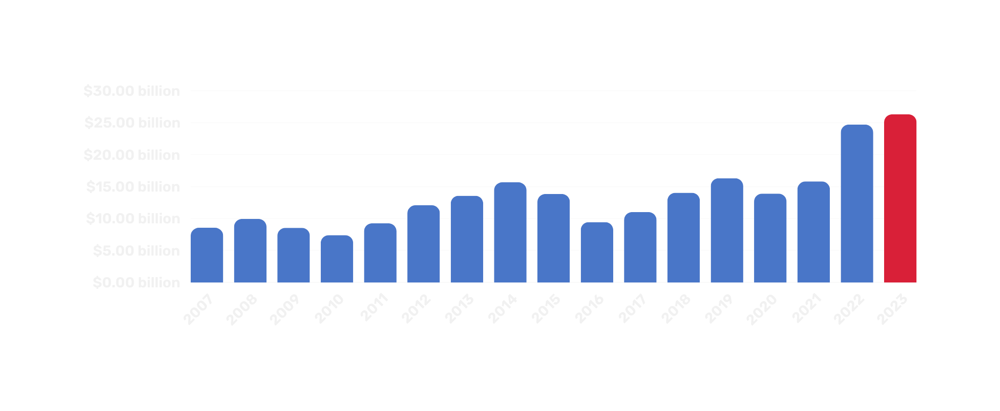 $30.00 billion
$25.00 billion
$20.00 billion
$15.00 billion
$10.00 billion
$5.00 billion
$0.00 billion
2007
2008
2009
2010
2011
2012
2013
2014
2015
2016
2017
2018
2019
2020
2021
2022
2023